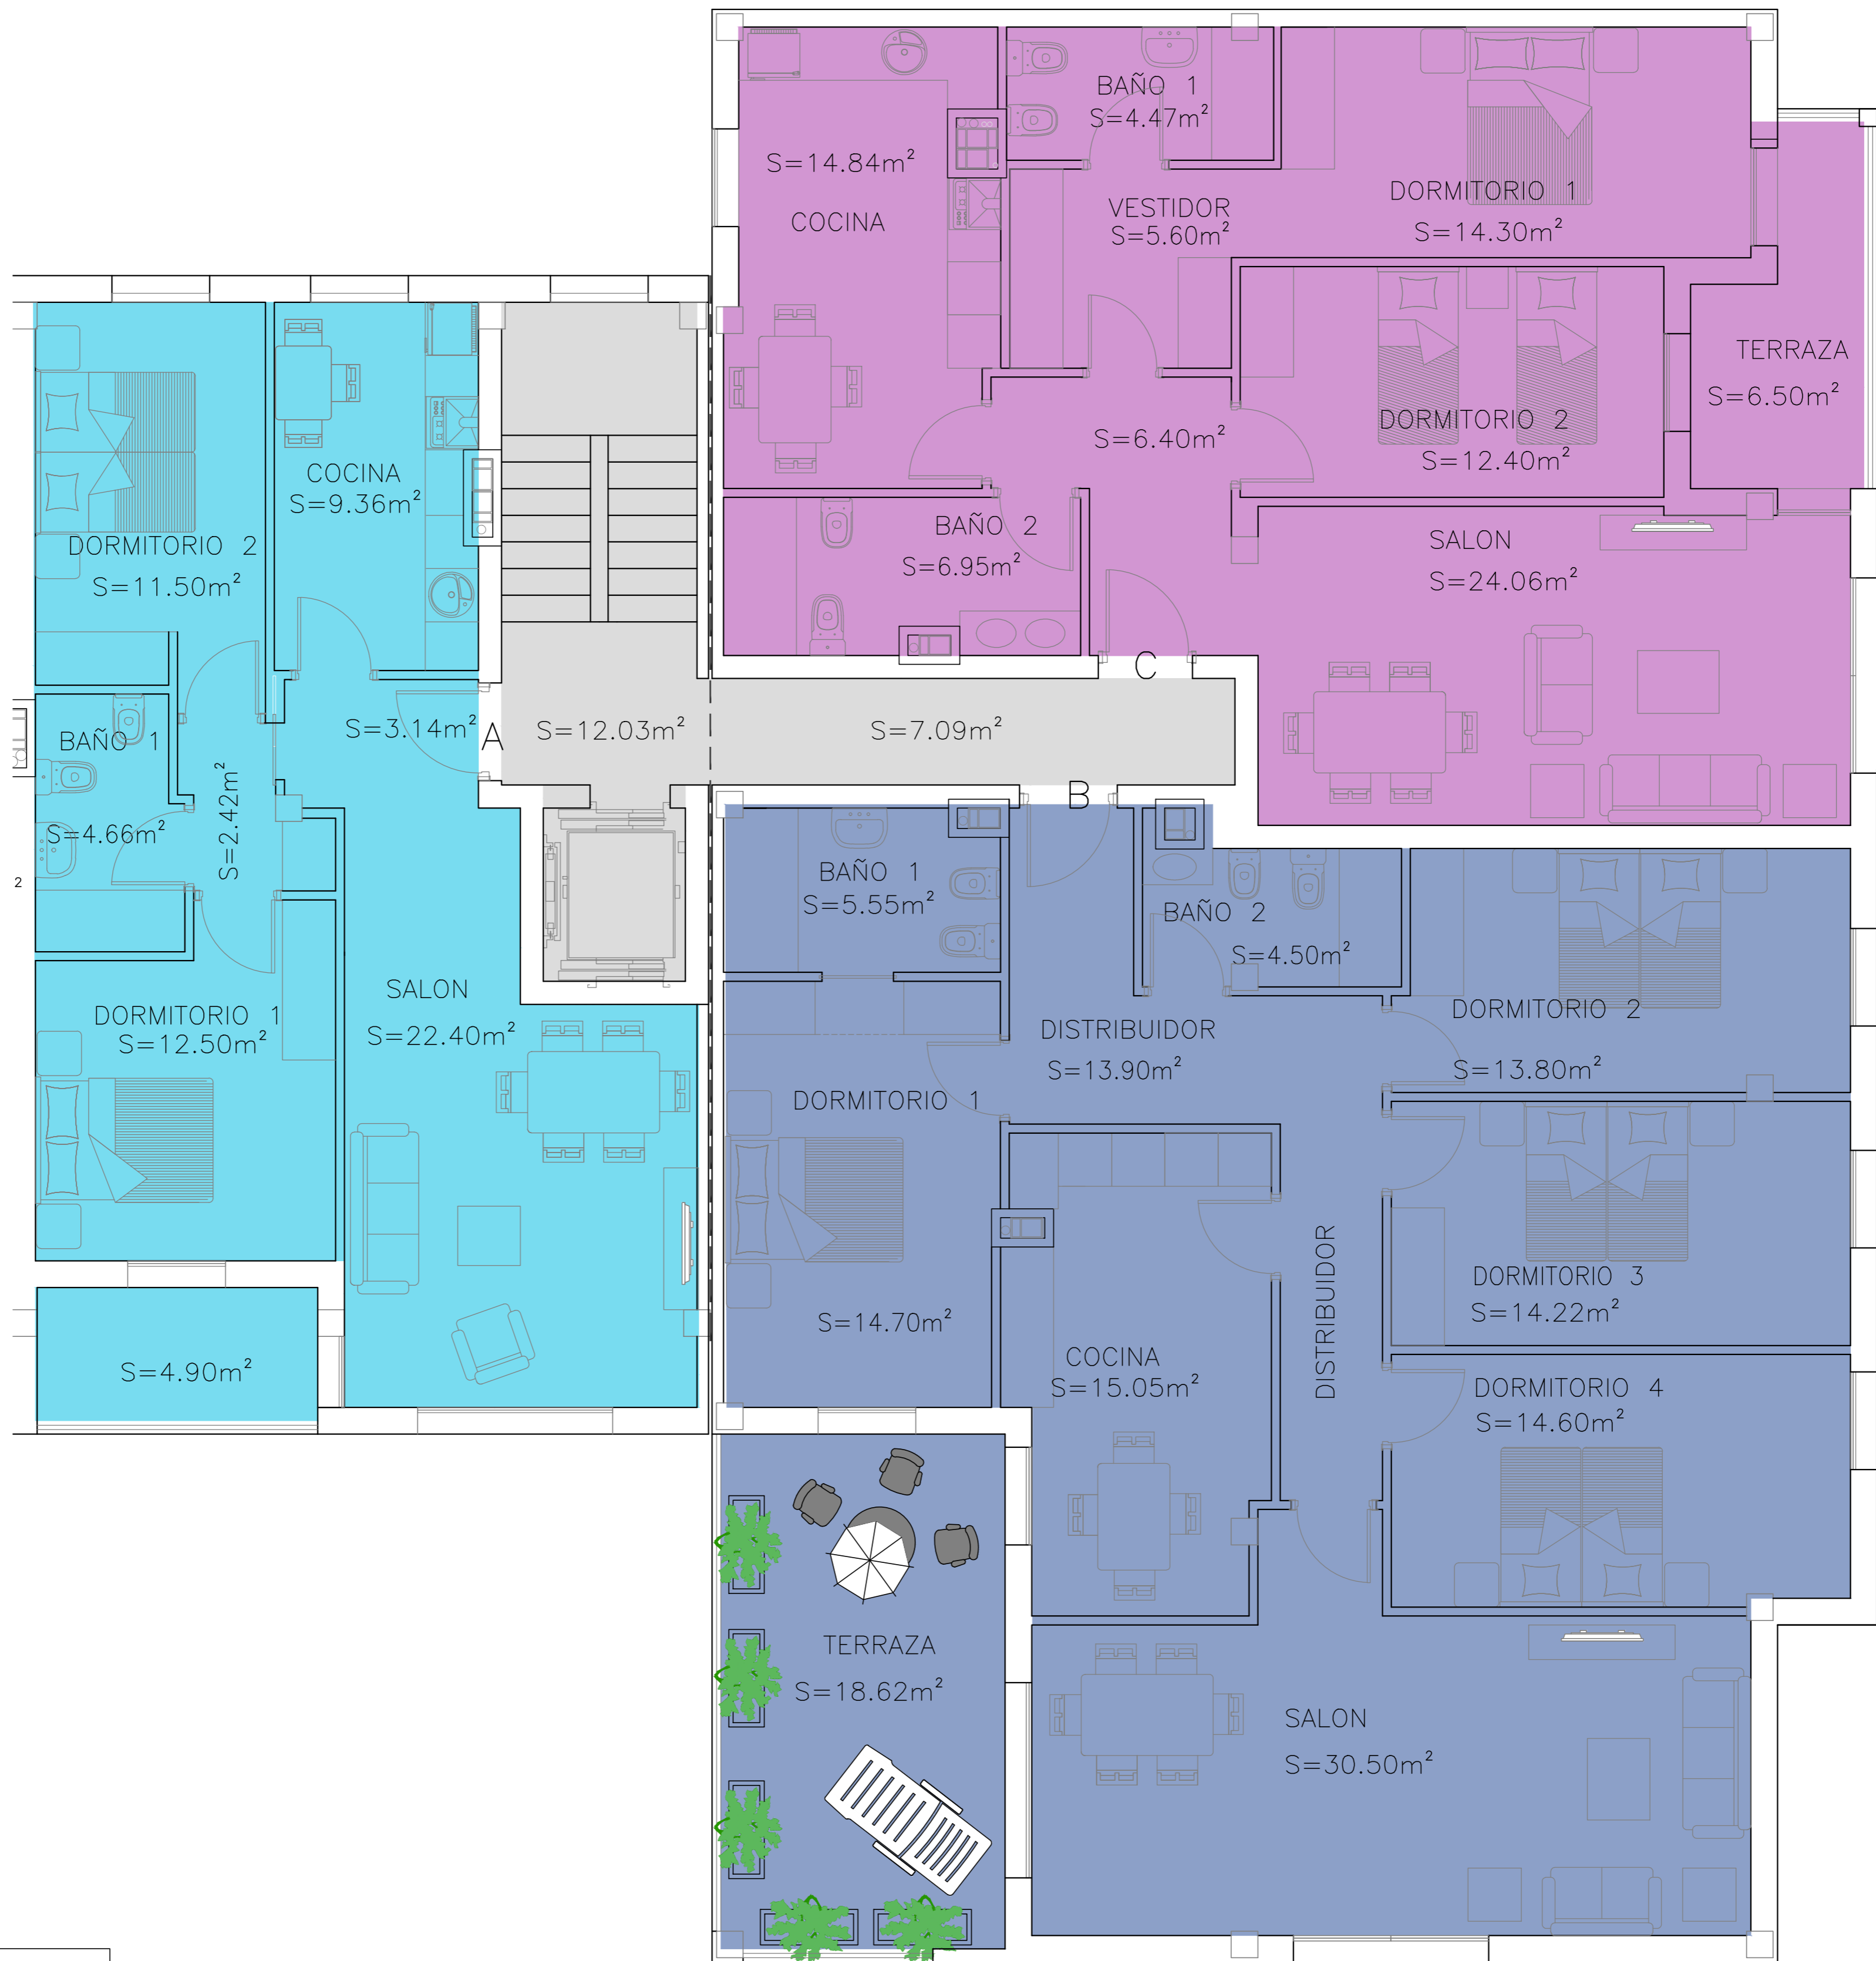 BAÑO 1
S=4.47m²
S=14.84m²
COCINA
VESTIDOR
S=5.60m²
DORMITORIO 1
S=14.30m²
TERRAZA
S=6.50m²
S=6.40m²
DORMITORIO 2
S=12.40m²
BAÑO 2
S=6.95m²
SALON
S=24.06m²
C
COCINA
S=9.36m²
DORMITORIO 2
S=11.50m²
S=3.14m²
A
S=12.03m²
S=7.09m²
B
BAÑO 1
S=4.66m²
S=2.42m²
2
DORMITORIO 1
S=12.50m²
SALON
S=22.40m²
S=4.90m²
BAÑO 1
S=5.55m²
BAÑO 2
S=4.50m²
DISTRIBUIDOR
S=13.90m²
DORMITORIO 2
S=13.80m²
DORMITORIO 1
S=14.70m²
COCINA
S=15.05m²
DISTRIBUIDOR
DORMITORIO 3
S=14.22m²
DORMITORIO 4
S=14.60m²
TERRAZA
S=18.62m²
SALON
S=30.50m²